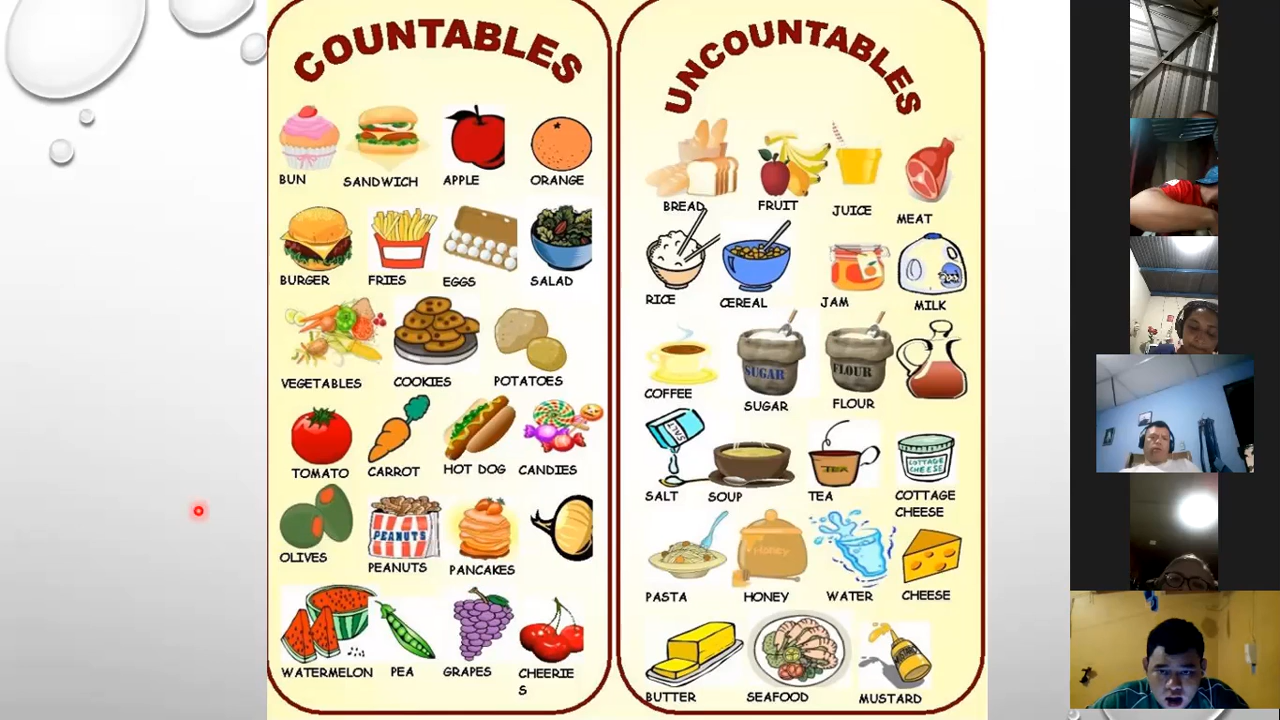 COUNTABLES
BUN SANDWICH APPLE ORANGE
BURGER FRIES EGGS SALAD
VEGETABLES COOKIES POTATOES
TOMATO CARROT HOT DOG CANDIES
PEANUTS
OLIVES PEANUTS PANCAKES
WATERMELON PEA GRAPES CHEERIE
S
UNCOUNTABLES
BREAD FRUIT JUICE MEAT
RICE CEREAL JAM MILK
SUGAR FLOUR
COFFEE SUGAR FLOUR
SALT TEA COTTAGE
CHEESE
SALT SOUP TEA COTTAGE
CHEESE
Honey
PASTA HONEY WATER CHEESE
BUTTER SEAFOOD MUSTARD